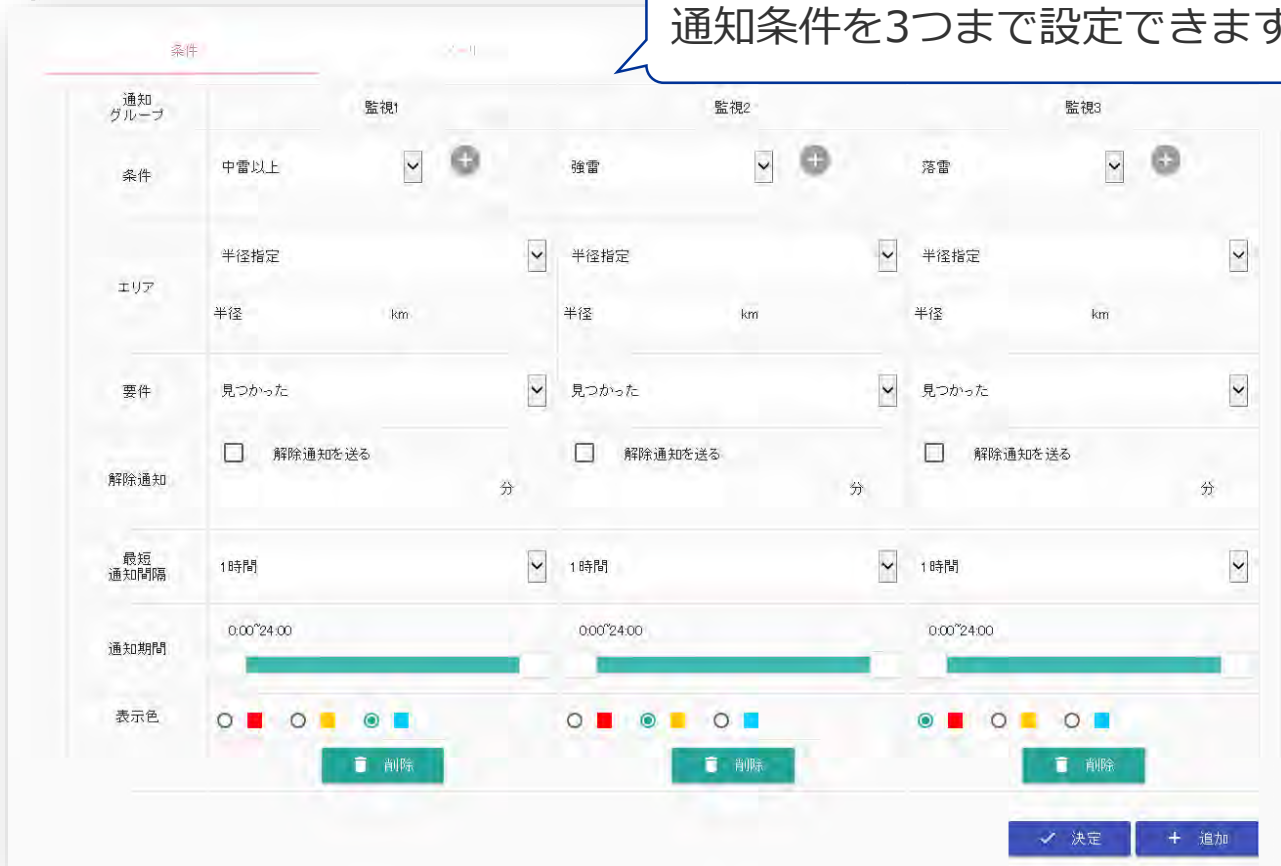 通知条件を3つまで設定できます
条件
通知
グループ
監視1
監視2
監視3
条件
中雷以上
強雷
落雷
エリア
半径指定
半径指定
半径指定
半径 km
半径 km
半径 km
要件
見つかった
見つかった
見つかった
解除通知
解除通知を送る
解除通知を送る
解除通知を送る
分
分
分
最短
通知間隔
1時間
1時間
1時間
通知期間
0:00~24:00
0:00~24:00
0:00~24:00
表示色
削除
削除
削除
決定
追加